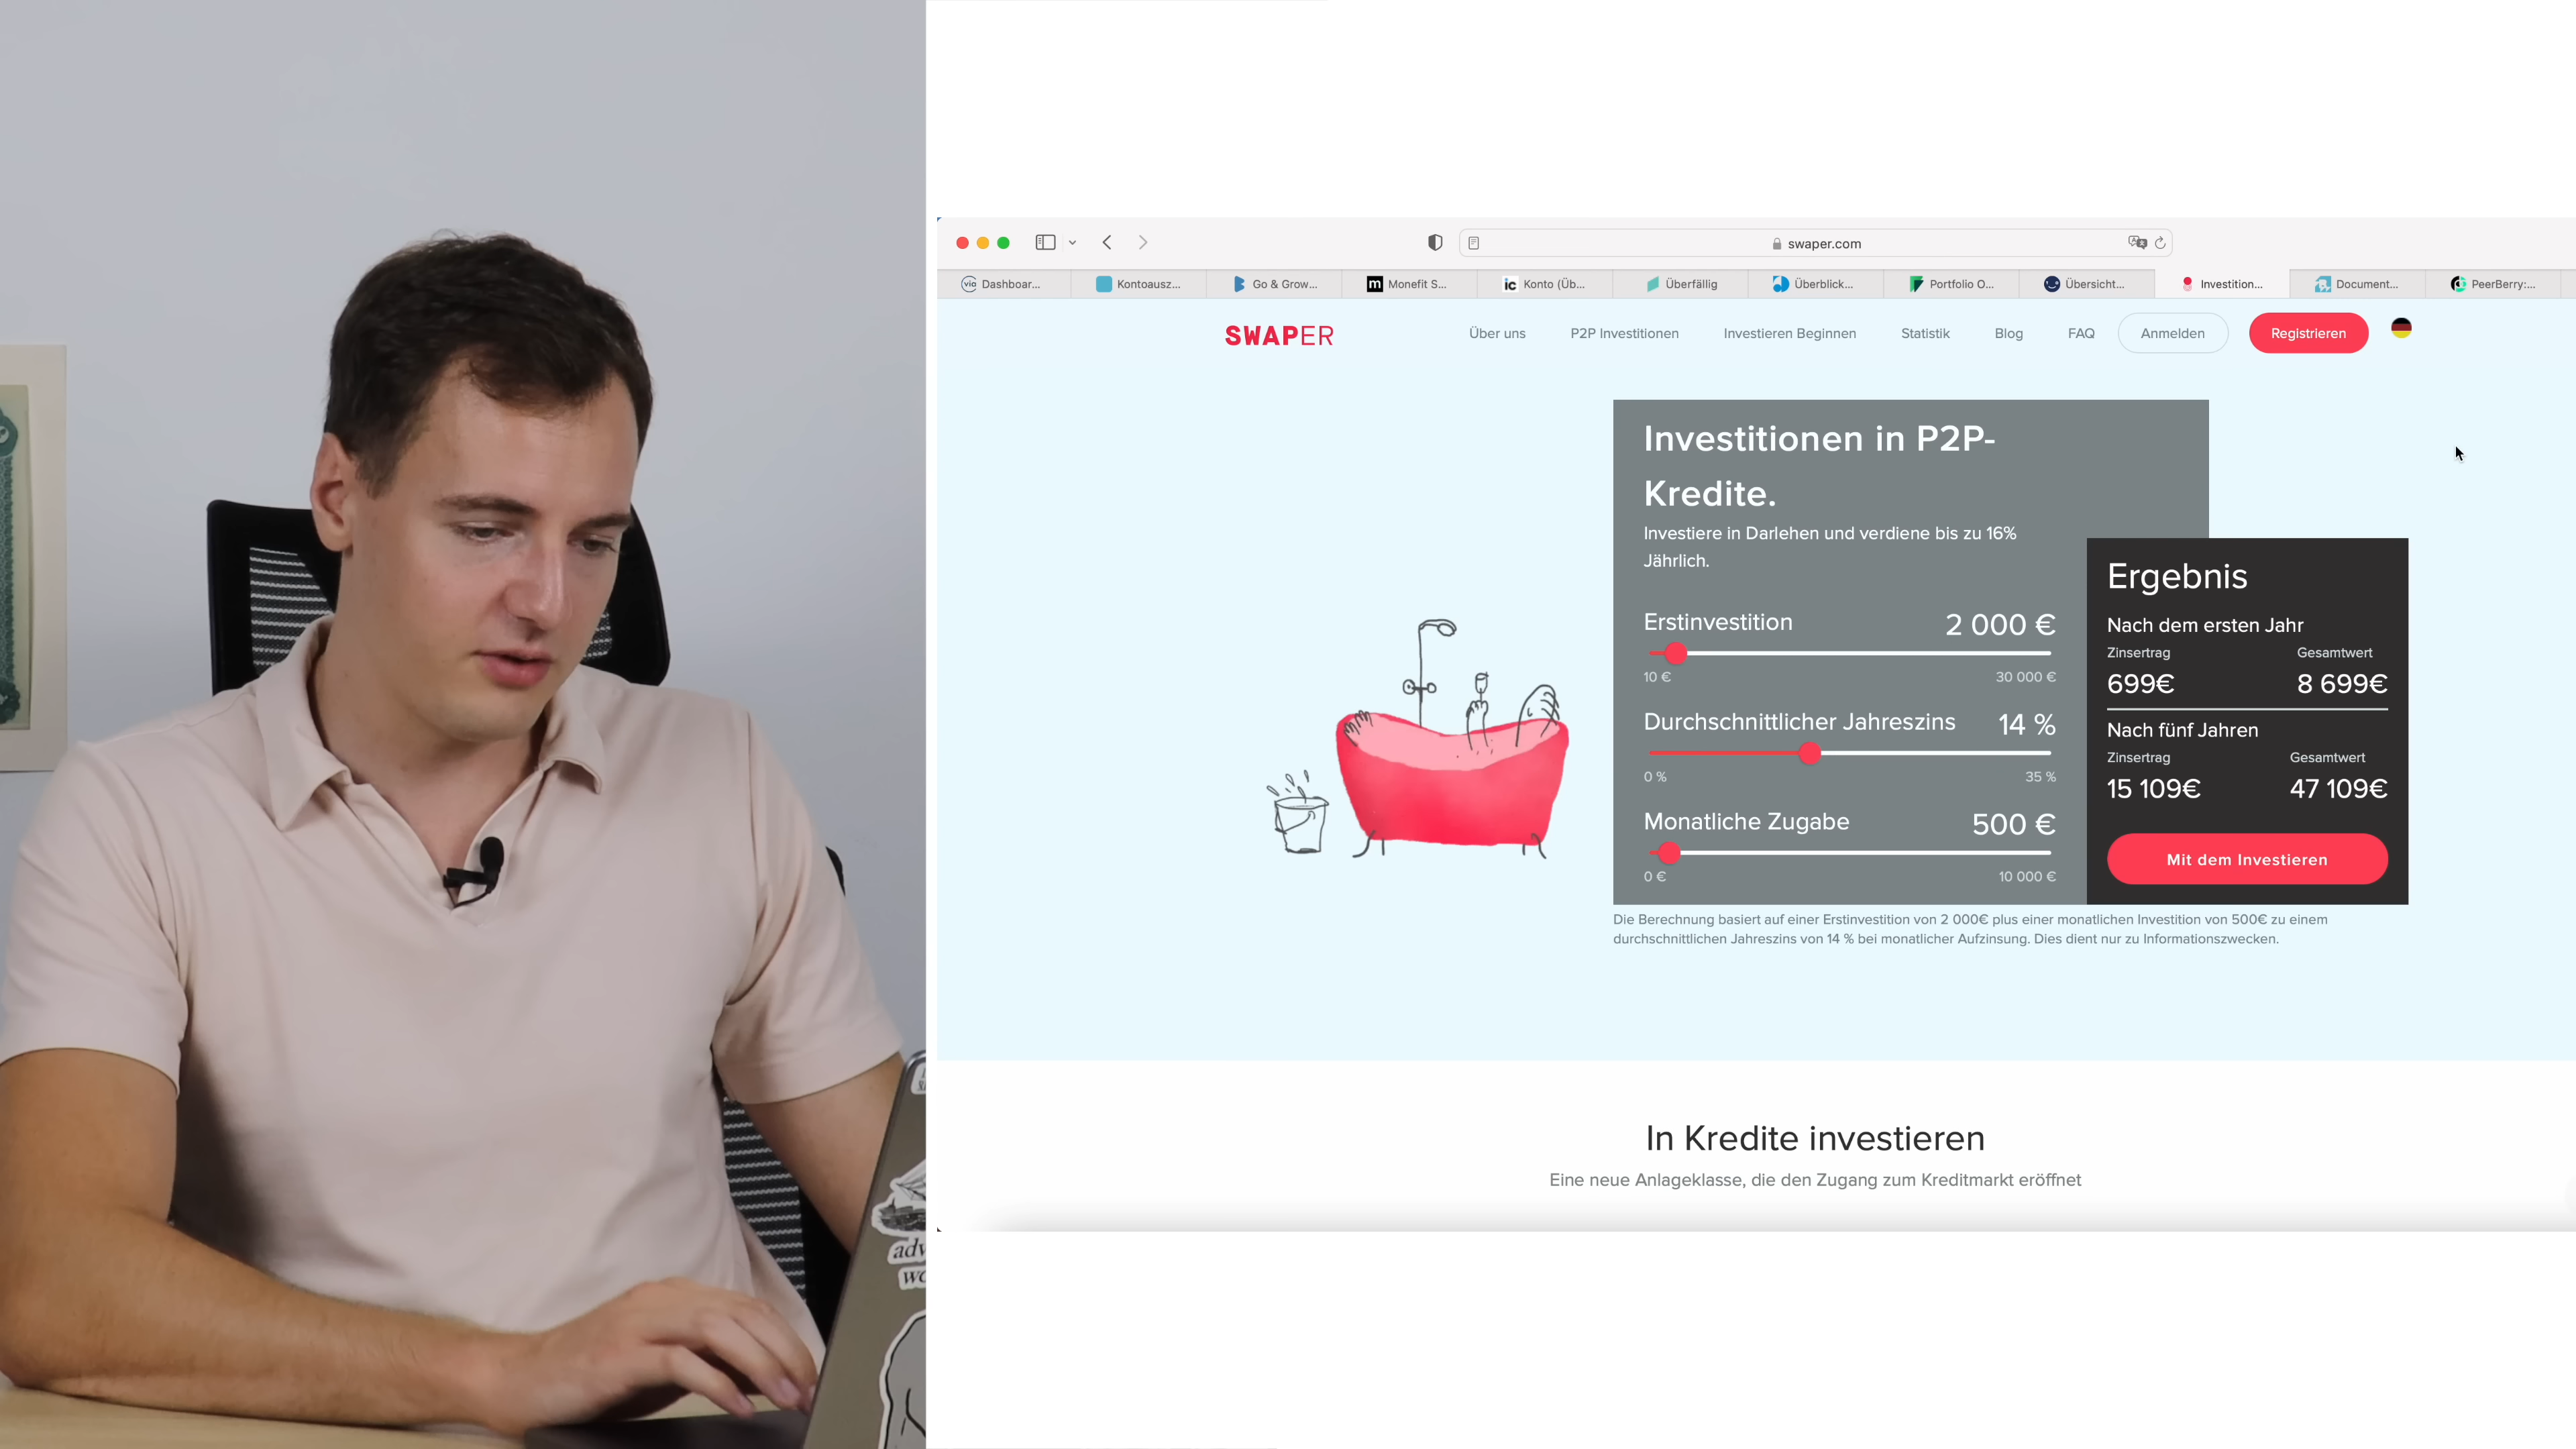 swaper.com
Dashboar...
Kontoausz...
Go & Grow...
Monefit S...
Konto (Üb...
Überfällig
Überblick...
Portfolio O...
Übersicht...
Investition...
Document...
PeerBerry:...
SWAPER
Über uns
P2P Investitionen
Investieren Beginnen
Statistik
Blog
FAQ
Anmelden
Registrieren
Investitionen in P2P-
Kredite.
Investiere in Darlehen und verdiene bis zu 16%
Jährlich.
Erstinvestition 2 000 €
10 € 30 000 €
Durchschnittlicher Jahreszins 14 %
0 % 35 %
Monatliche Zugabe 500 €
0 € 10 000 €
Ergebnis
Nach dem ersten Jahr
Zinsertrag Gesamtwert
699€ 8 699€
Nach fünf Jahren
Zinsertrag Gesamtwert
15 109€ 47 109€
Mit dem Investieren
Die Berechnung basiert auf einer Erstinvestition von 2 000€ plus einer monatlichen Investition von 500€ zu einem
durchschnittlichen Jahreszins von 14 % bei monatlicher Aufzinsung. Dies dient nur zu Informationszwecken.
In Kredite investieren
Eine neue Anlageklasse, die den Zugang zum Kreditmarkt eröffnet